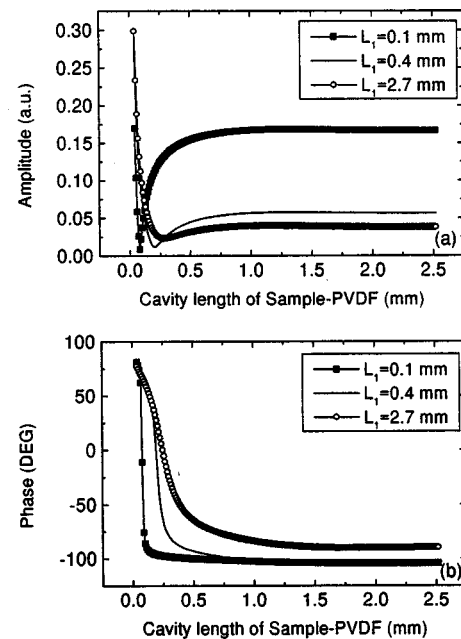 L₁=0.1 mm
L₁=0.4 mm
L₁=2.7 mm
0.30
0.25
0.20
0.15
0.10
0.05
0.00
Amplitude (a.u.)
(a)
0.0 0.5 1.0 1.5 2.0 2.5
Cavity length of Sample-PVDF (mm)
L₁=0.1 mm
L₁=0.4 mm
L₁=2.7 mm
100
50
0
-50
-100
Phase (DEG)
(b)
0.0 0.5 1.0 1.5 2.0 2.5
Cavity length of Sample-PVDF (mm)